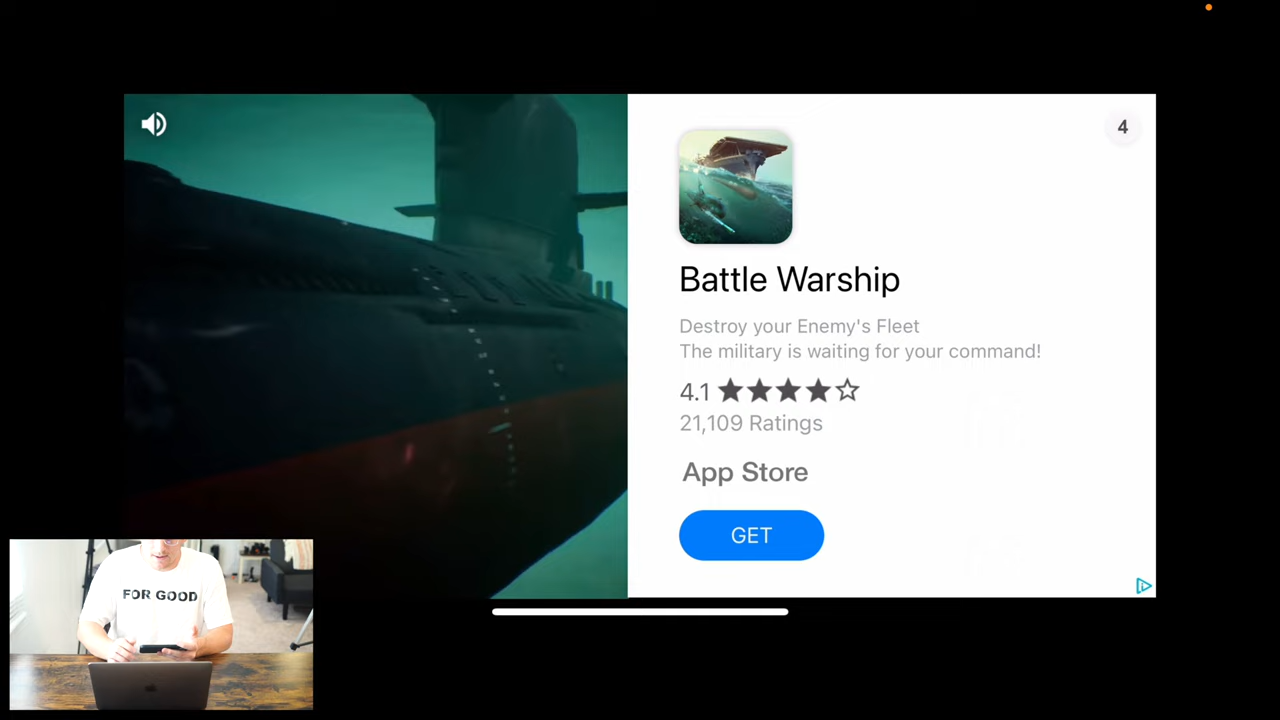 4
Battle Warship
Destroy your Enemy's Fleet
The military is waiting for your command!
4.1
21,109 Ratings
App Store
GET
FOR GOOD